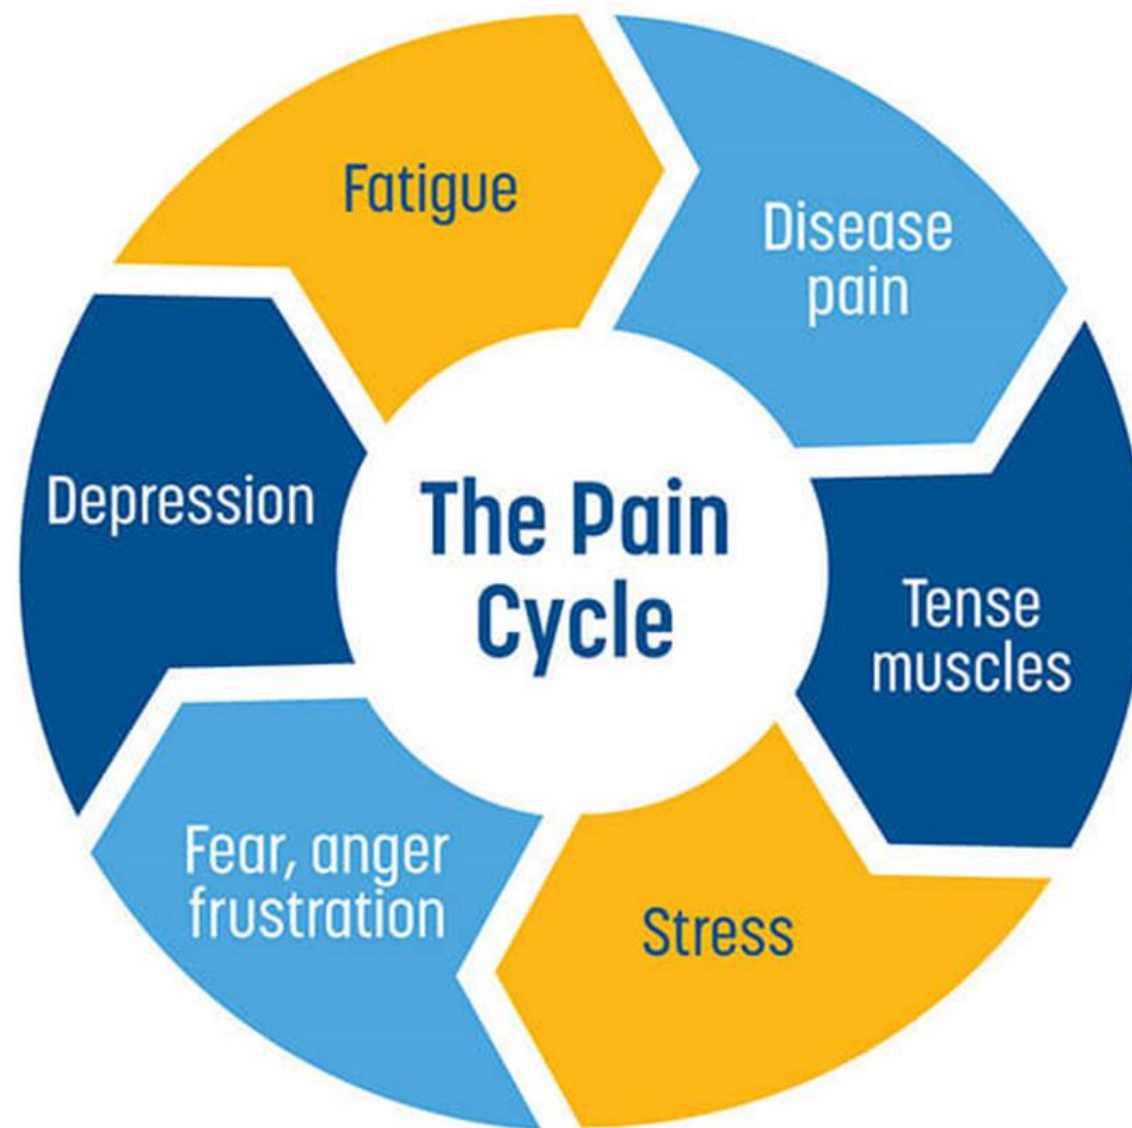 The Pain
Cycle
Disease
pain
Tense
muscles
Stress
Fear, anger
frustration
Depression
Fatigue